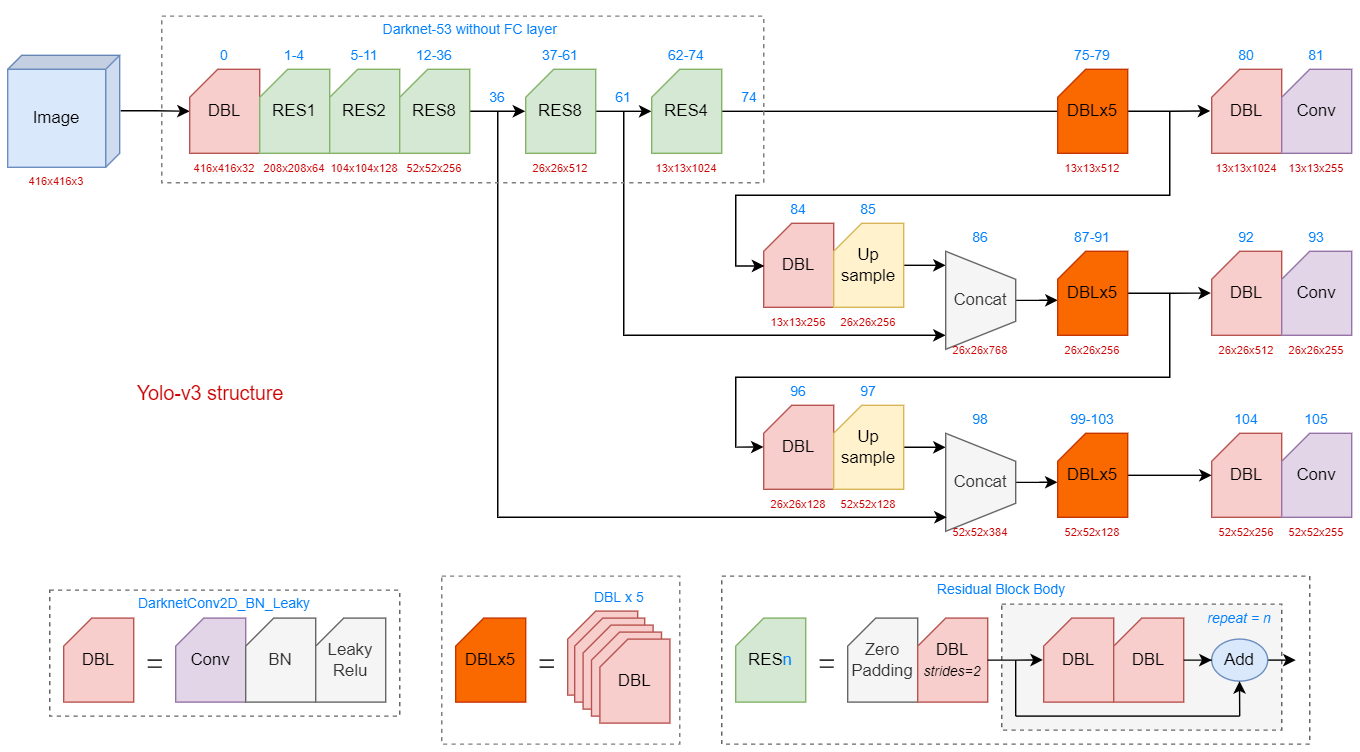 Darknet-53 without FC layer
0 1-4 5-11 12-36 37-61 62-74 75-79 80 81
Image DBL RES1 RES2 RES8 36 RES8 61 RES4 74 DBLx5 DBL Conv
416x416x3 416x416x32 208x208x64 104x104x128 52x52x256 26x26x512 13x13x1024 13x13x512 13x13x1024 13x13x255
84 85 86 87-91 92 93
DBL Up
sample
Concat DBLx5 DBL Conv
13x13x256 26x26x256 26x26x768 26x26x256 26x26x512 26x26x255
Yolo-v3 structure
96 97 98 99-103 104 105
DBL Up
sample
Concat DBLx5 DBL Conv
26x26x128 52x52x128 52x52x384 52x52x128 52x52x256 52x52x255
DarknetConv2D_BN_Leaky
DBL = Conv BN Leaky
Relu
DBL x 5
DBLx5 = DBL
Residual Block Body
repeat = n
RESn = Zero
Padding
DBL
strides=2
DBL DBL Add